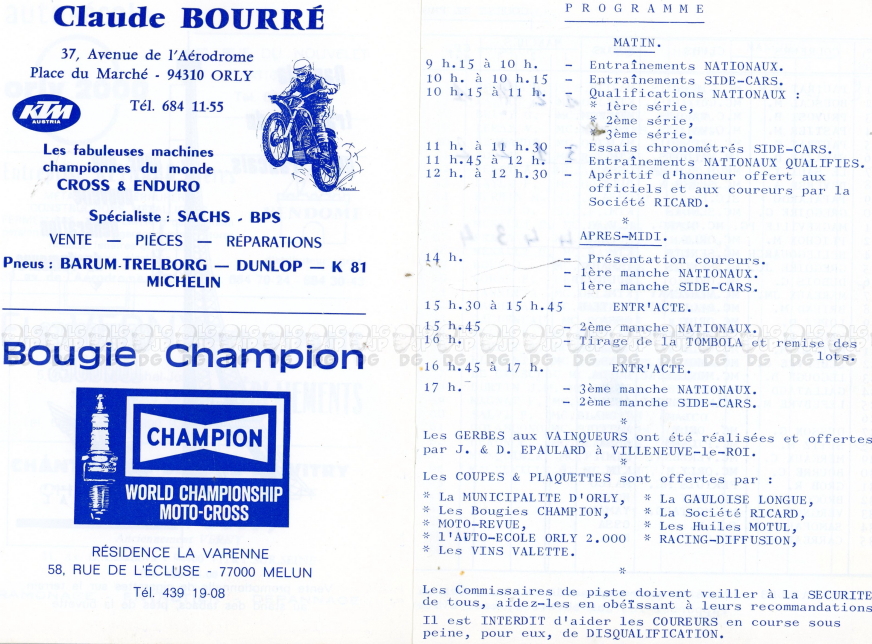 Claude BOURRÉ
37, Avenue de l'Aérodrome
Place du Marché - 94310 ORLY
KTM
AUSTRIA
Tél. 684 11-55
Les fabuleuses machines
championnes du monde
CROSS & ENDURO
Spécialiste : SACHS - BPS
VENTE — PIÈCES — RÉPARATIONS
Pneus : BARUM-TRELBORG — DUNLOP — K 81
MICHELIN
Bougie Champion
CHAMPION
WORLD CHAMPIONSHIP
MOTO-CROSS
RÉSIDENCE LA VARENNE
58, RUE DE L'ÉCLUSE - 77000 MELUN
Tél. 439 19-08
PROGRAMME
MATIN.
9 h.15 à 10 h. - Entraînements NATIONAUX.
10 h. à 10 h.15 - Entraînements SIDE-CARS.
10 h.15 à 11 h. - Qualifications NATIONAUX :
* 1ère série,
* 2ème série,
* 3ème série.
11 h. à 11 h.30 - Essais chronométrés SIDE-CARS.
11 h.45 à 12 h. - Entraînements NATIONAUX QUALIFIES.
12 h. à 12 h.30 - Apéritif d'honneur offert aux
officiels et aux coureurs par la
Société RICARD.
*
APRES-MIDI.
14 h. - Présentation coureurs.
- 1ère manche NATIONAUX.
- 1ère manche SIDE-CARS.
15 h.30 à 15 h.45 ENTR'ACTE.
15 h.45 - 2ème manche NATIONAUX.
16 h. - Tirage de la TOMBOLA et remise des
lots.
16 h.45 à 17 h. ENTR'ACTE.
17 h. - 3ème manche NATIONAUX.
- 2ème manche SIDE-CARS.
*
Les GERBES aux VAINQUEURS ont été réalisées et offertes
par J. & D. EPAULARD à VILLENEUVE-le-ROI.
*
Les COUPES & PLAQUETTES sont offertes par :
* La MUNICIPALITE D'ORLY, * La GAULOISE LONGUE,
* Les Bougies CHAMPION, * La Société RICARD,
* MOTO-REVUE, * Les Huiles MOTUL,
* l'AUTO-ECOLE ORLY 2.000 * RACING-DIFFUSION,
* Les VINS VALETTE.
*
Les Commissaires de piste doivent veiller à la SECURITE
de tous, aidez-les en obéïssant à leurs recommandations
Il est INTERDIT d'aider les COUREURS en course sous
peine, pour eux, de DISQUALIFICATION.